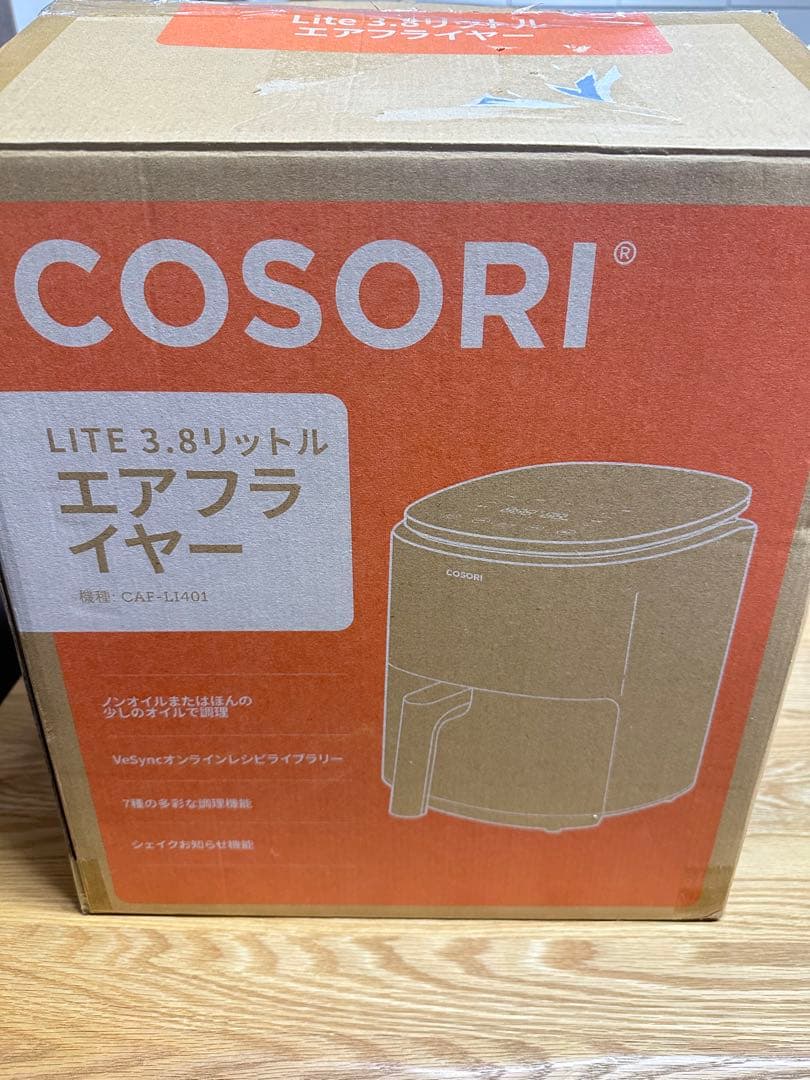 Lite 3.8リットル
エアフライヤー
COSORI®
LITE 3.8リットル
エアフラ
イヤー
機種: CAF-LI401
COSORI
ノンオイルまたはほんの
少しのオイルで調理
VeSyncオンラインレシピライブラリー
7種の多彩な調理機能
シェイクお知らせ機能